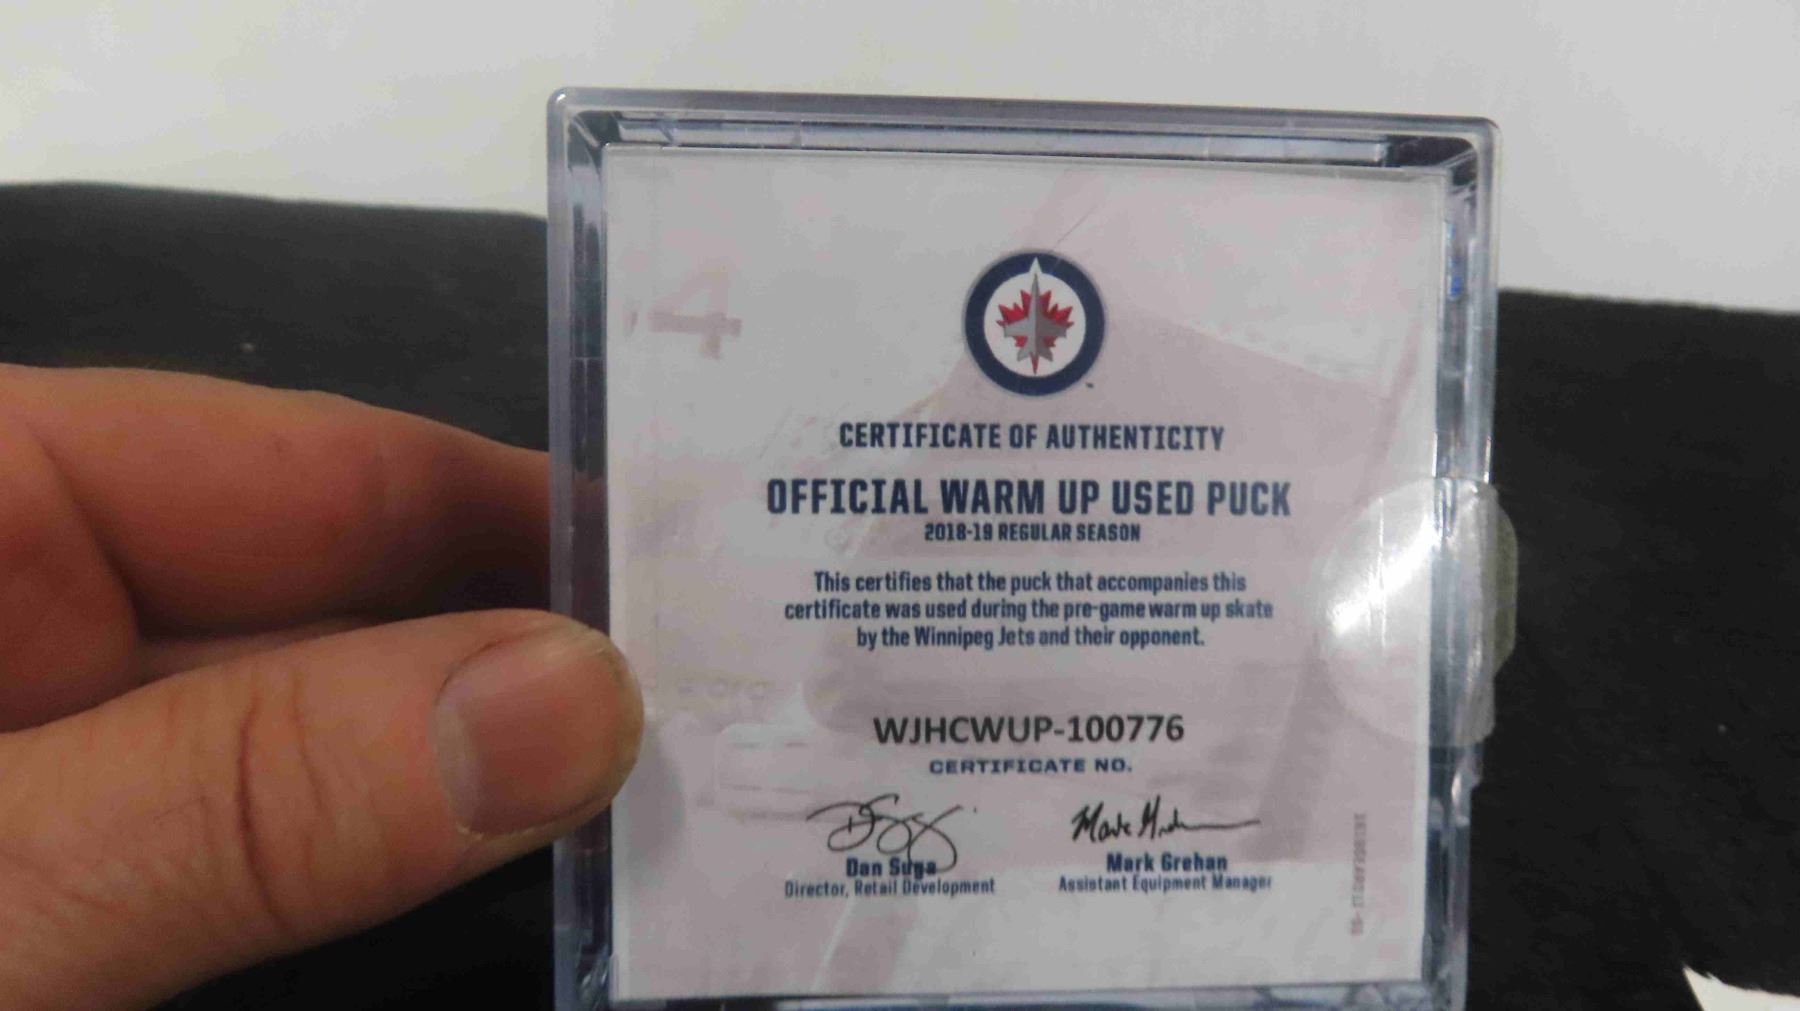 CERTIFICATE OF AUTHENTICITY
OFFICIAL WARM UP USED PUCK
2018-19 REGULAR SEASON
This certifies that the puck that accompanies this
certificate was used during the pre-game warm up skate
by the Winnipeg Jets and their opponent.
WJHCWUP-100776
CERTIFICATE NO.
Dan Suga
Director, Retail Development
Mark Grehan
Assistant Equipment Manager
4